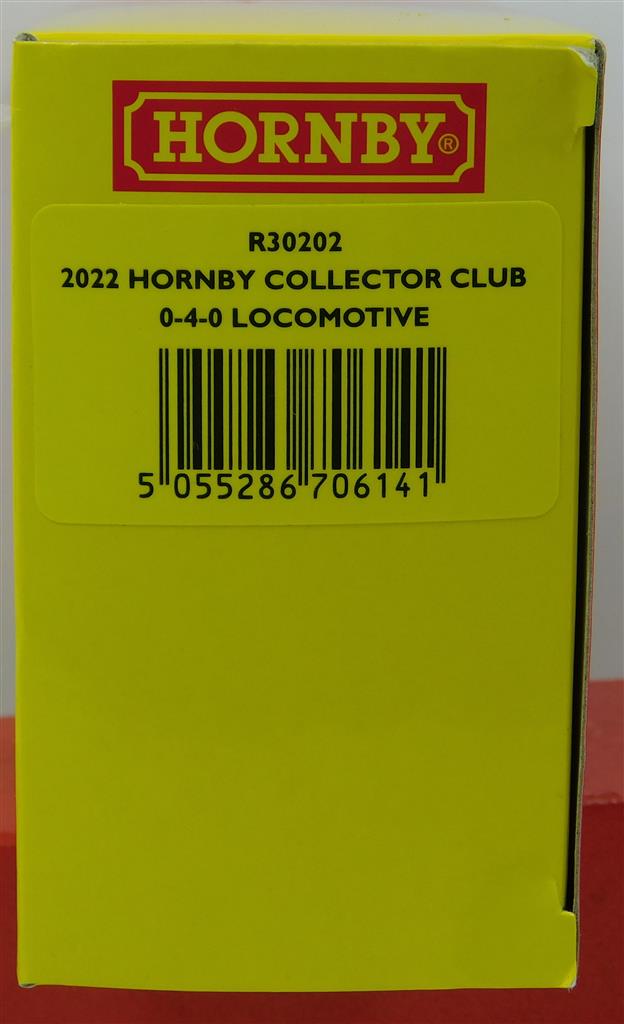 HORNBY®
R30202
2022 HORNBY COLLECTOR CLUB
0-4-0 LOCOMOTIVE
5 055286 706141